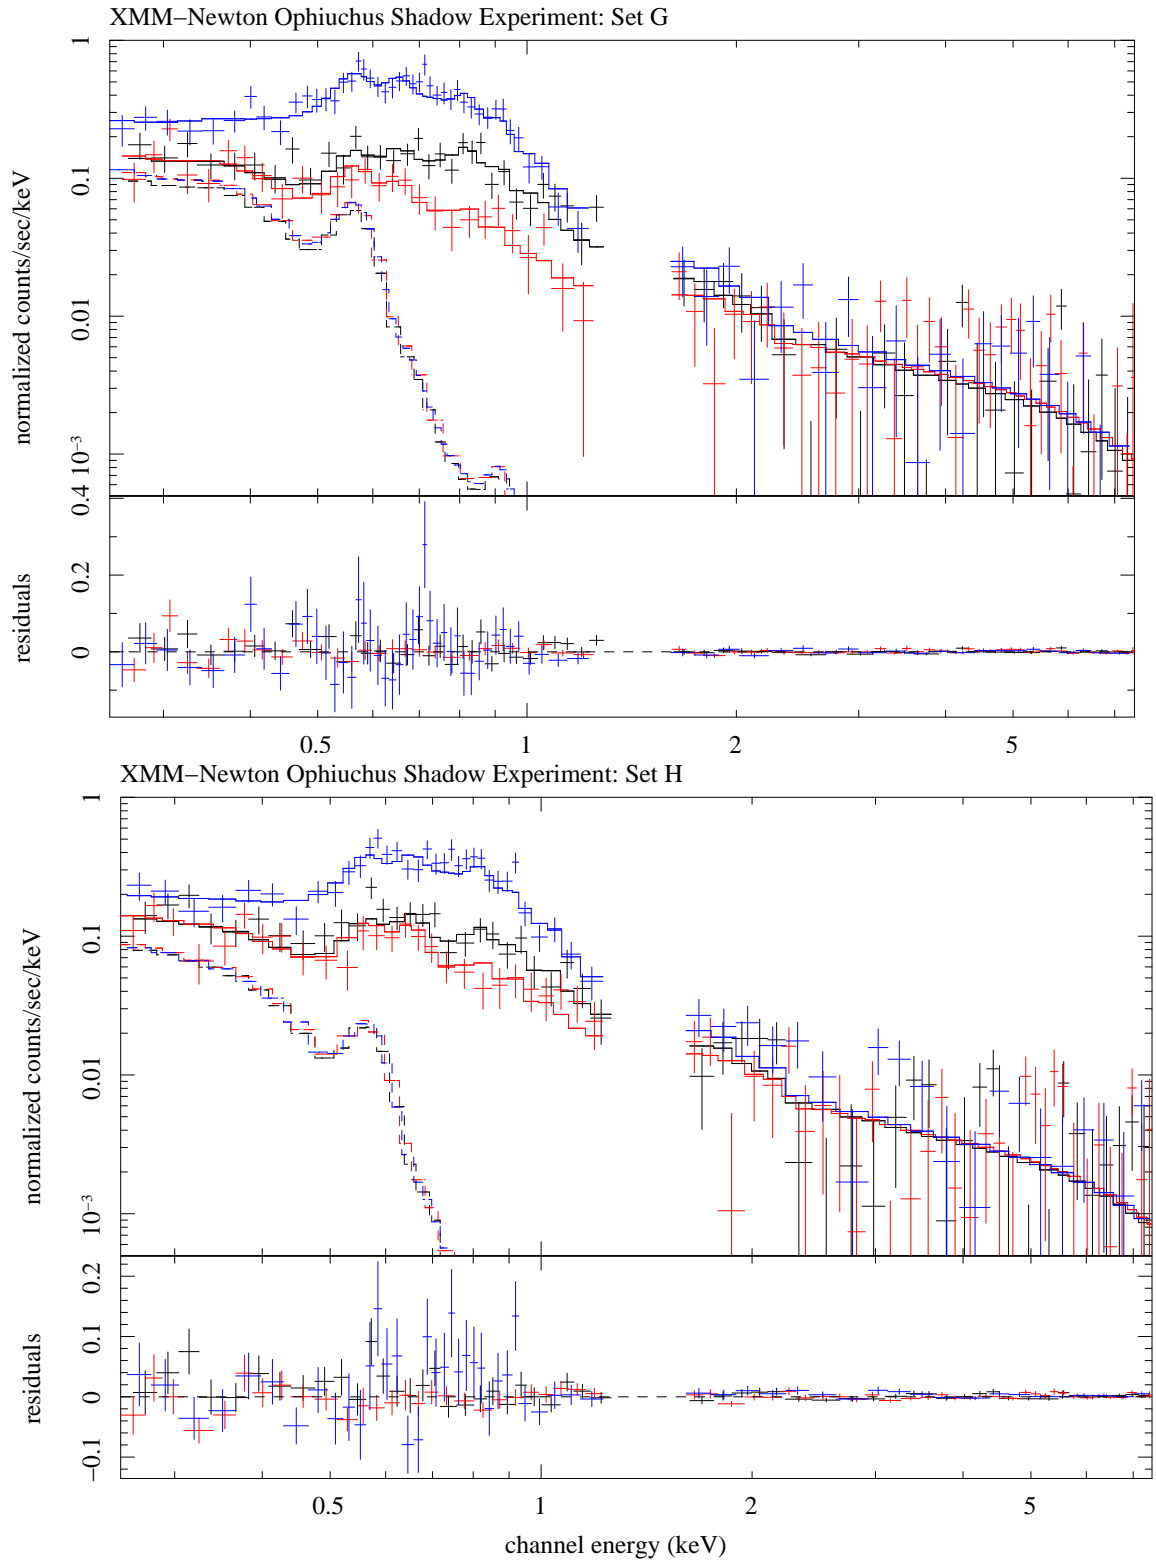 XMM−Newton Ophiuchus Shadow Experiment: Set G
1
0.1
0.01
10−3
normalized counts/sec/keV
0.4
0.2
0
residuals
0.5 1 2 5
XMM−Newton Ophiuchus Shadow Experiment: Set H
1
0.1
0.01
10−3
normalized counts/sec/keV
0.2
0.1
0
−0.1
residuals
0.5 1 2 5
channel energy (keV)